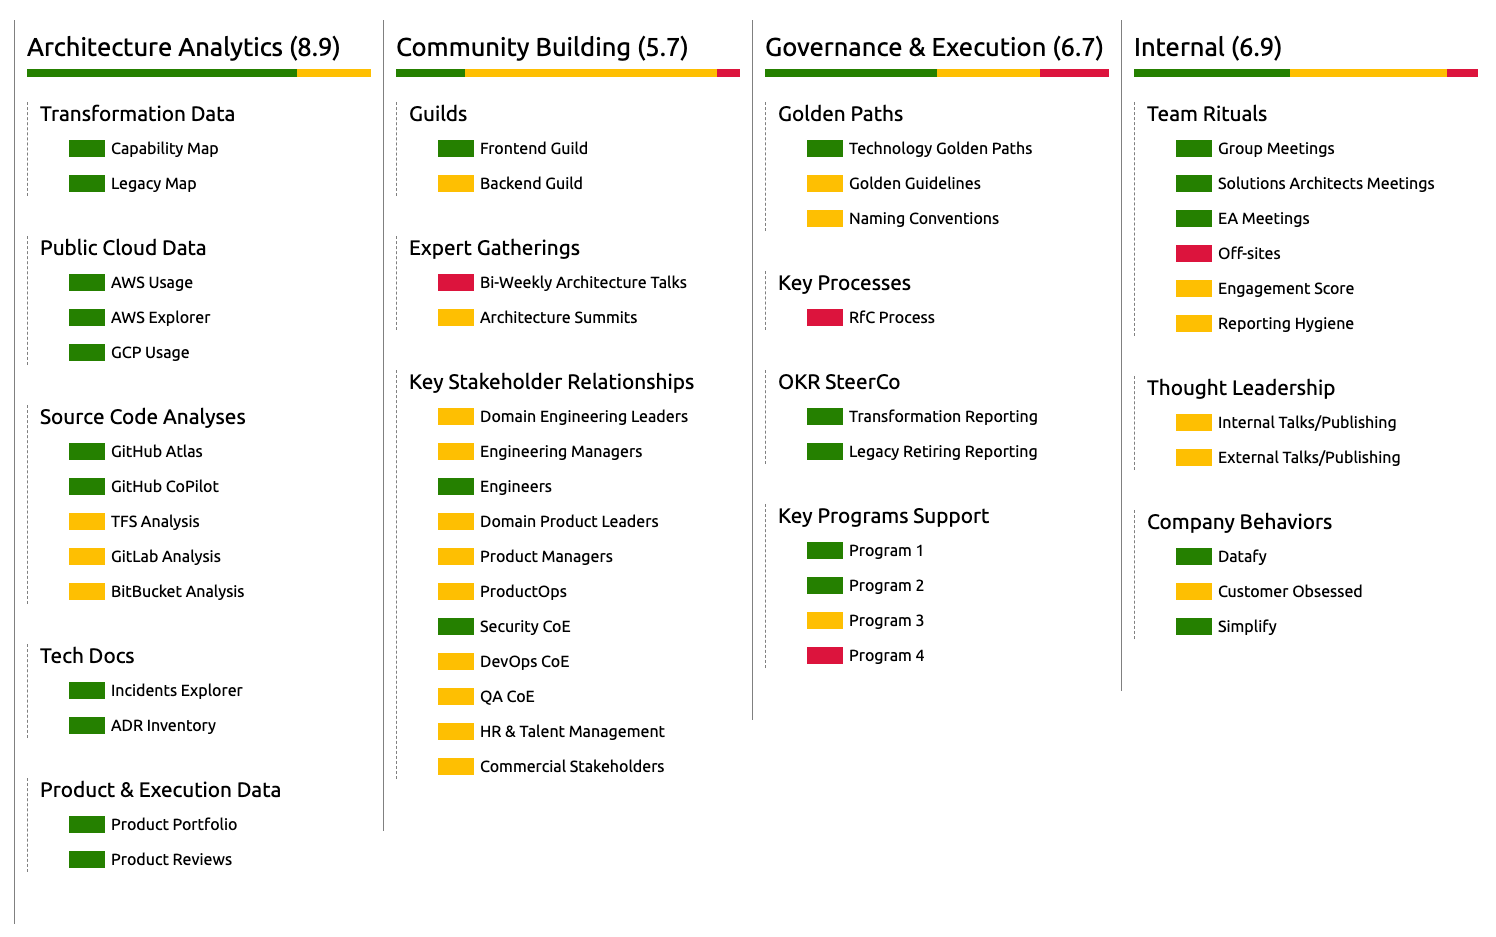 Architecture Analytics (8.9)
Transformation Data
Capability Map
Legacy Map
Public Cloud Data
AWS Usage
AWS Explorer
GCP Usage
Source Code Analyses
GitHub Atlas
GitHub CoPilot
TFS Analysis
GitLab Analysis
BitBucket Analysis
Tech Docs
Incidents Explorer
ADR Inventory
Product & Execution Data
Product Portfolio
Product Reviews
Community Building (5.7)
Guilds
Frontend Guild
Backend Guild
Expert Gatherings
Bi-Weekly Architecture Talks
Architecture Summits
Key Stakeholder Relationships
Domain Engineering Leaders
Engineering Managers
Engineers
Domain Product Leaders
Product Managers
ProductOps
Security CoE
DevOps CoE
QA CoE
HR & Talent Management
Commercial Stakeholders
Governance & Execution (6.7)
Golden Paths
Technology Golden Paths
Golden Guidelines
Naming Conventions
Key Processes
RfC Process
OKR SteerCo
Transformation Reporting
Legacy Retiring Reporting
Key Programs Support
Program 1
Program 2
Program 3
Program 4
Internal (6.9)
Team Rituals
Group Meetings
Solutions Architects Meetings
EA Meetings
Off-sites
Engagement Score
Reporting Hygiene
Thought Leadership
Internal Talks/Publishing
External Talks/Publishing
Company Behaviors
Datafy
Customer Obsessed
Simplify